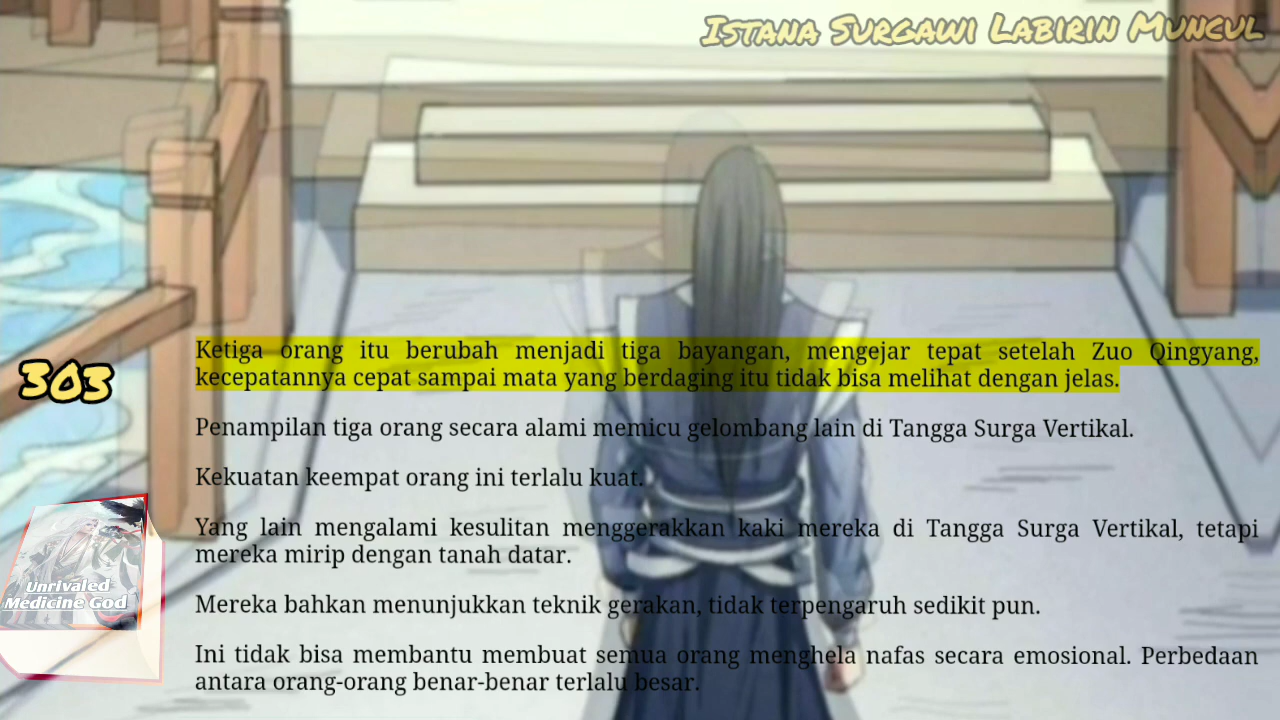 Istana Surgawi Labirin Muncul
Ketiga orang itu berubah menjadi tiga bayangan, mengejar tepat setelah Zuo Qingyang,
kecepatannya cepat sampai mata yang berdaging itu tidak bisa melihat dengan jelas.
303
Penampilan tiga orang secara alami memicu gelombang lain di Tangga Surga Vertikal.
Kekuatan keempat orang ini terlalu kuat.
Yang lain mengalami kesulitan menggerakkan kaki mereka di Tangga Surga Vertikal, tetapi
mereka mirip dengan tanah datar.
Unrivaled
Medicine God
Mereka bahkan menunjukkan teknik gerakan, tidak terpengaruh sedikit pun.
Ini tidak bisa membantu membuat semua orang menghela nafas secara emosional. Perbedaan
antara orang-orang benar-benar terlalu besar.